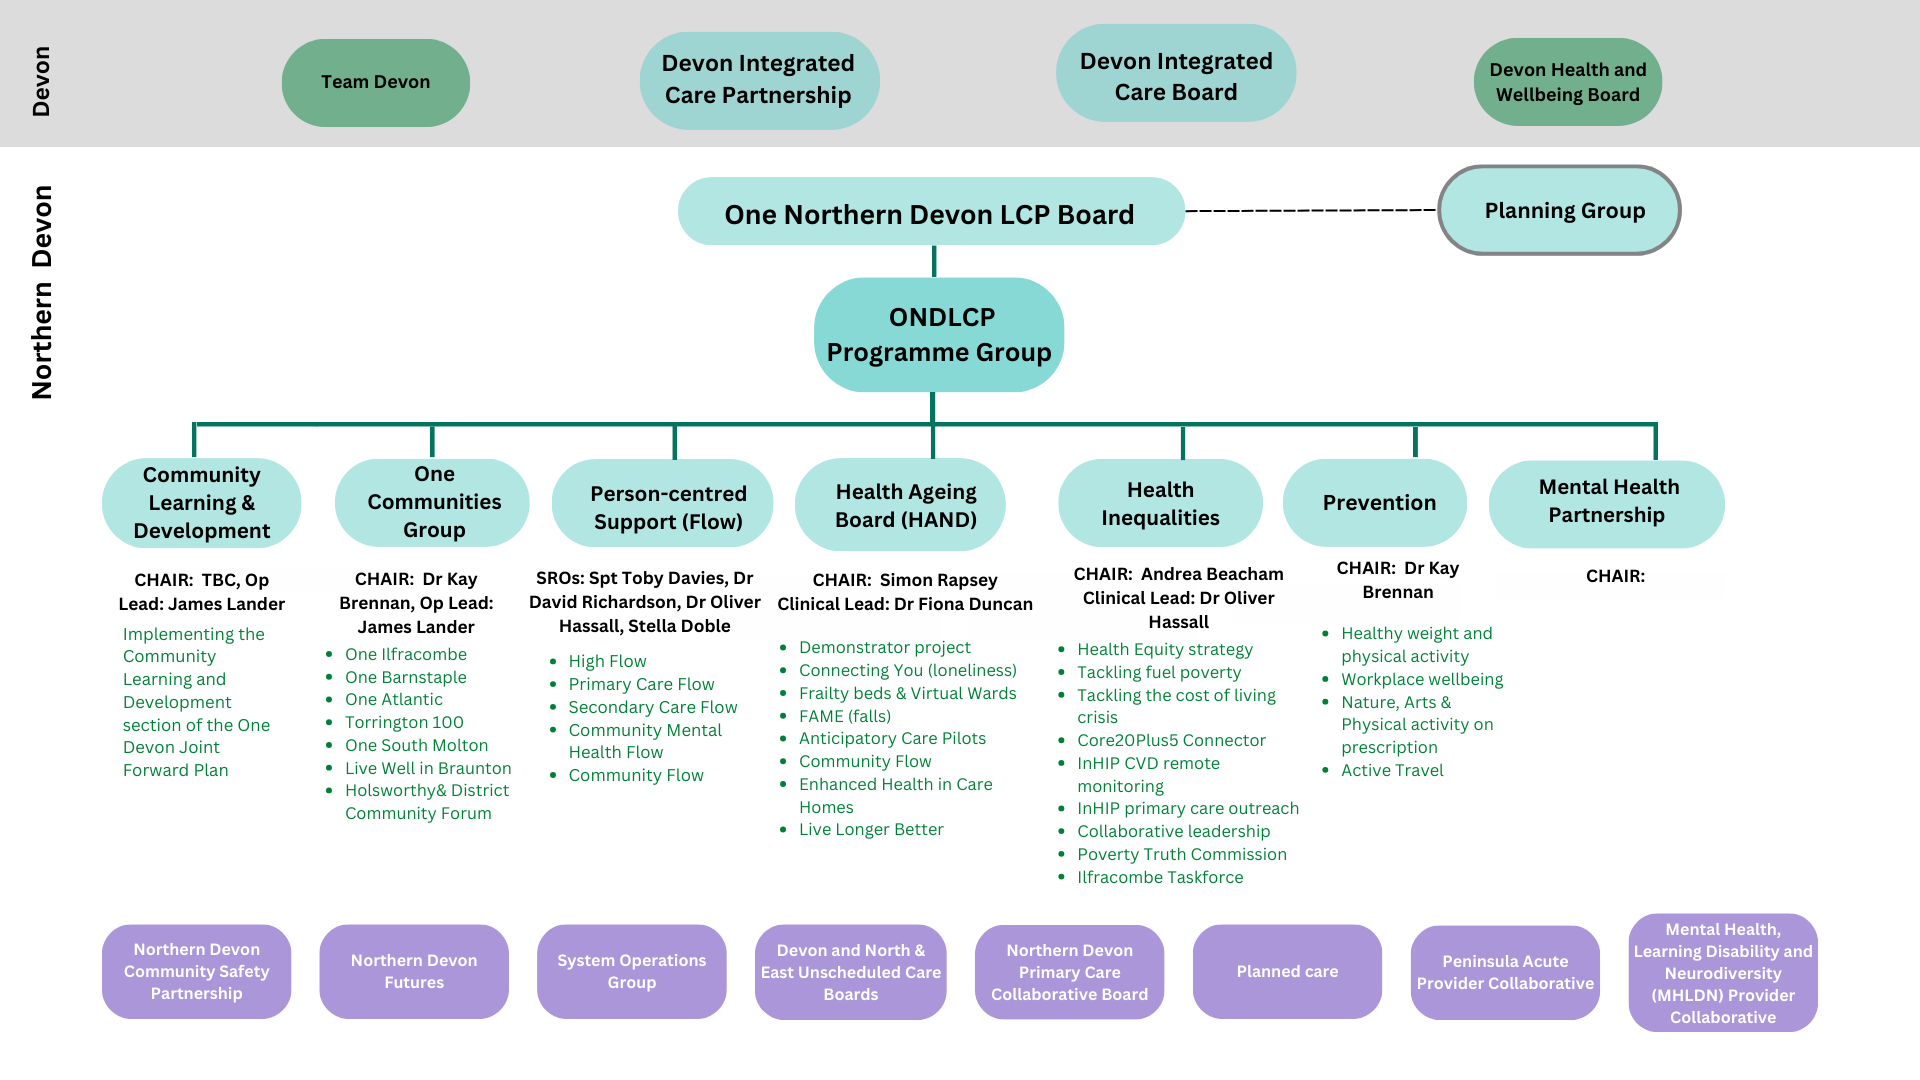 Devon
Team Devon
Devon Integrated
Care Partnership
Devon Integrated
Care Board
Devon Health and
Wellbeing Board
Northern Devon
One Northern Devon LCP Board
Planning Group
ONDLCP
Programme Group
Community
Learning &
Development
CHAIR: TBC, Op
Lead: James Lander
Implementing the
Community
Learning and
Development
section of the One
Devon Joint
Forward Plan
One
Communities
Group
CHAIR: Dr Kay
Brennan, Op Lead:
James Lander
• One Ilfracombe
• One Barnstaple
• One Atlantic
• Torrington 100
• One South Molton
• Live Well in Braunton
• Holsworthy& District
Community Forum
Person-centred
Support (Flow)
SROs: Spt Toby Davies, Dr
David Richardson, Dr Oliver
Hassall, Stella Doble
• High Flow
• Primary Care Flow
• Secondary Care Flow
• Community Mental
Health Flow
• Community Flow
Health Ageing
Board (HAND)
CHAIR: Simon Rapsey
Clinical Lead: Dr Fiona Duncan
• Demonstrator project
• Connecting You (loneliness)
• Frailty beds & Virtual Wards
• FAME (falls)
• Anticipatory Care Pilots
• Community Flow
• Enhanced Health in Care
Homes
• Live Longer Better
Health
Inequalities
CHAIR: Andrea Beacham
Clinical Lead: Dr Oliver
Hassall
• Health Equity strategy
• Tackling fuel poverty
• Tackling the cost of living
crisis
• Core20Plus5 Connector
• InHIP CVD remote
monitoring
• InHIP primary care outreach
• Collaborative leadership
• Poverty Truth Commission
• Ilfracombe Taskforce
Prevention
CHAIR: Dr Kay
Brennan
• Healthy weight and
physical activity
• Workplace wellbeing
• Nature, Arts &
Physical activity on
prescription
• Active Travel
Mental Health
Partnership
CHAIR:
Northern Devon
Community Safety
Partnership
Northern Devon
Futures
System Operations
Group
Devon and North &
East Unscheduled Care
Boards
Northern Devon
Primary Care
Collaborative Board
Planned care
Peninsula Acute
Provider Collaborative
Mental Health,
Learning Disability and
Neurodiversity
(MHLDN) Provider
Collaborative